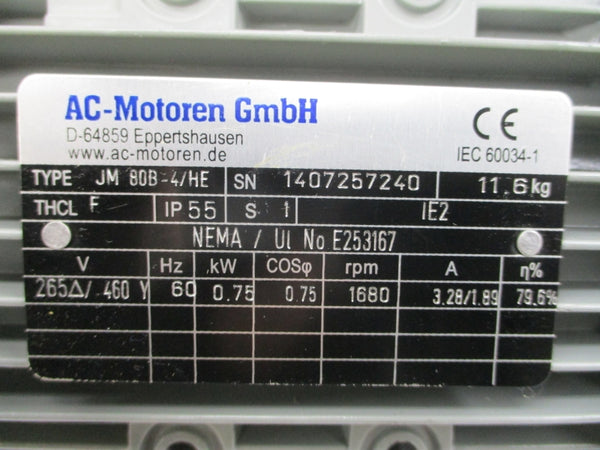 AC-Motoren GmbH
D-64859 Eppertshausen
www.ac-motoren.de
CE
IEC 60034-1
TYPE JM 80B-4/HE SN 1407257240 11.6kg
THCL F IP 55 S 1 IE2
NEMA / UL No E253167
V Hz kW COSφ rpm A η%
265Δ/ 460 Y 60 0.75 0.75 1680 3.28/1.89 79.6%